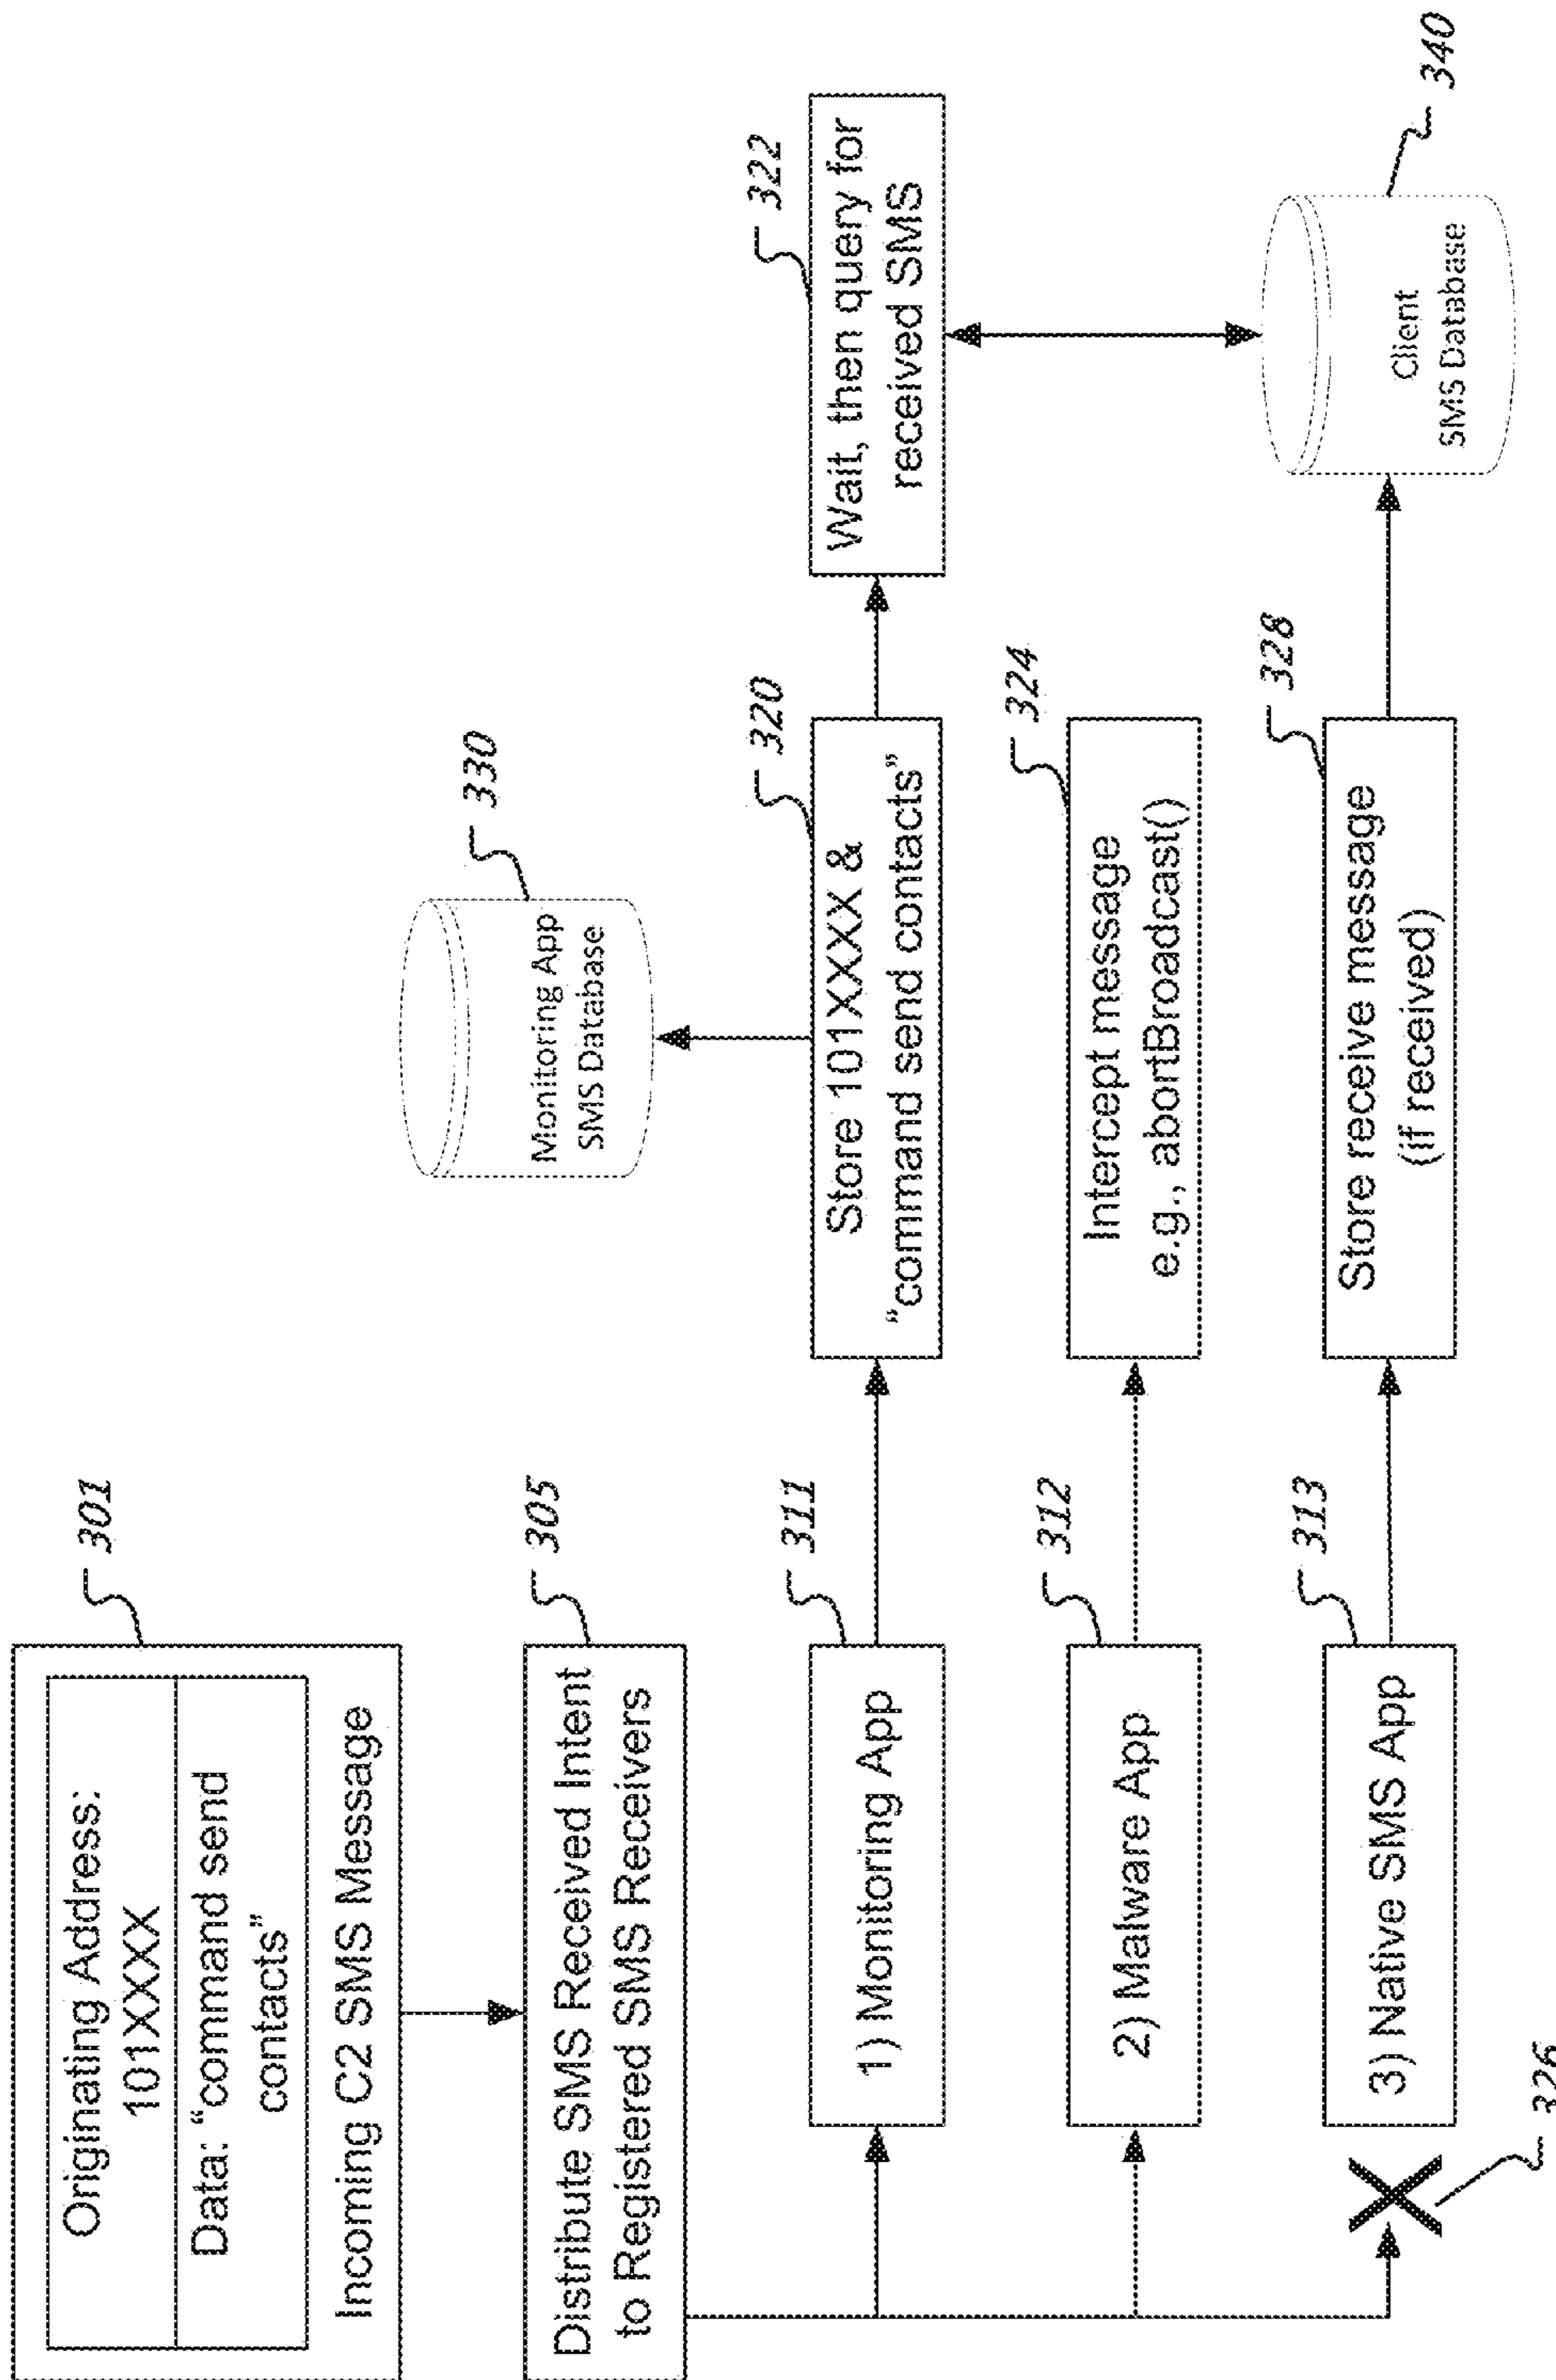 Originating Address:
101XXXX
Data: “command send
contacts”
Incoming C2 SMS Message
301
Distribute SMS Received Intent
to Registered SMS Receivers
305
1) Monitoring App
311
Store 101XXXX &
“command send contacts”
320
Monitoring App
SMS Database
330
Wait, then query for
received SMS
322
2) Malware App
312
Intercept message
e.g., abortBroadcast()
324
3) Native SMS App
313
326
Store receive message
(if received)
328
Client
SMS Database
340